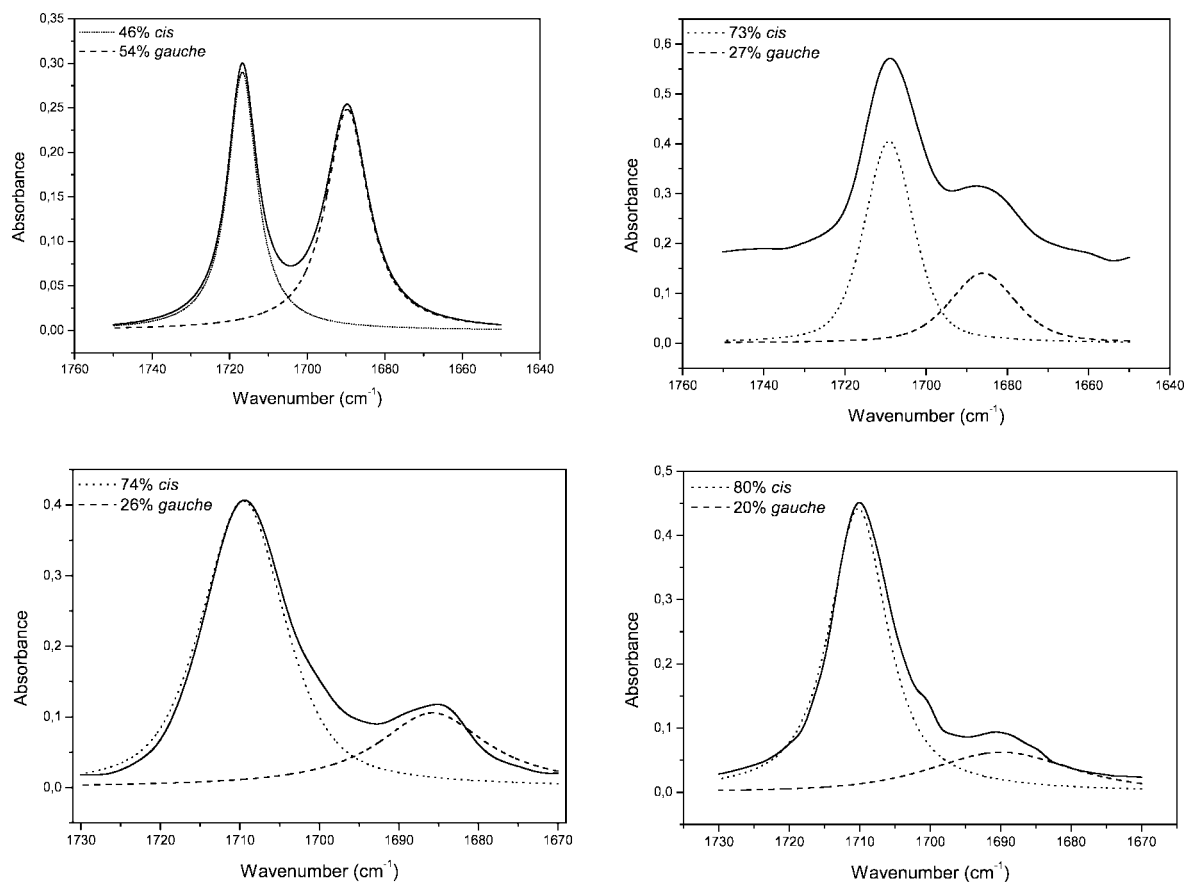 46% cis
54% gauche
0,35
0,30
0,25
0,20
0,15
0,10
0,05
0,00
Absorbance
1760 1740 1720 1700 1680 1660 1640
Wavenumber (cm⁻¹)
73% cis
27% gauche
0,6
0,5
0,4
0,3
0,2
0,1
0,0
Absorbance
1760 1740 1720 1700 1680 1660 1640
Wavenumber (cm⁻¹)
74% cis
26% gauche
0,4
0,3
0,2
0,1
0,0
Absorbance
1730 1720 1710 1700 1690 1680 1670
Wavenumber (cm⁻¹)
80% cis
20% gauche
0,5
0,4
0,3
0,2
0,1
0,0
Absorbance
1730 1720 1710 1700 1690 1680 1670
Wavenumber (cm⁻¹)